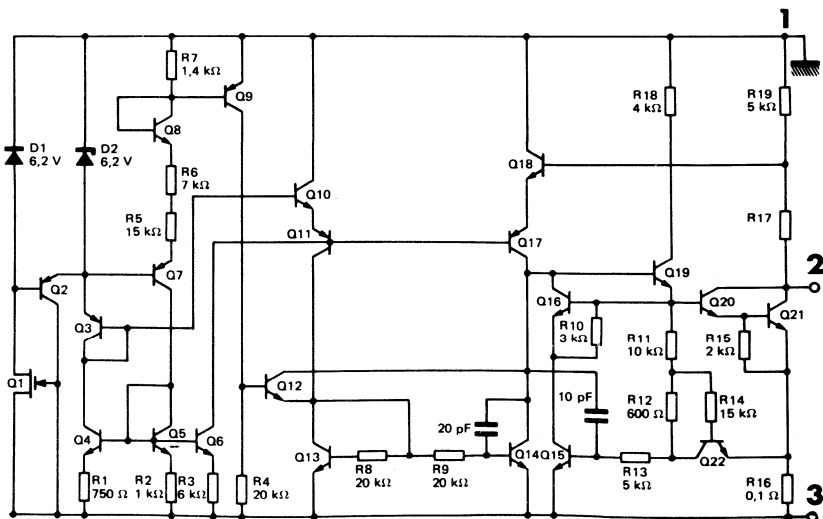 1
R7
1,4 kΩ
Q9
R18
4 kΩ
R19
5 kΩ
D1
6,2 V
D2
6,2 V
Q8
R6
7 kΩ
Q18
Q10
R5
15 kΩ
R17
Q11
Q17
2
Q2
Q7
Q19
Q16
Q20
Q21
Q3
R10
3 kΩ
R11
10 kΩ
R15
2 kΩ
Q1
Q12
10 pF
R12
600 Ω
R14
15 kΩ
20 pF
Q4
Q5
Q6
Q13
Q14
Q15
Q22
R8
20 kΩ
R9
20 kΩ
R13
5 kΩ
R1
750 Ω
R2
1 kΩ
R3
6 kΩ
R4
20 kΩ
R16
0,1 Ω
3